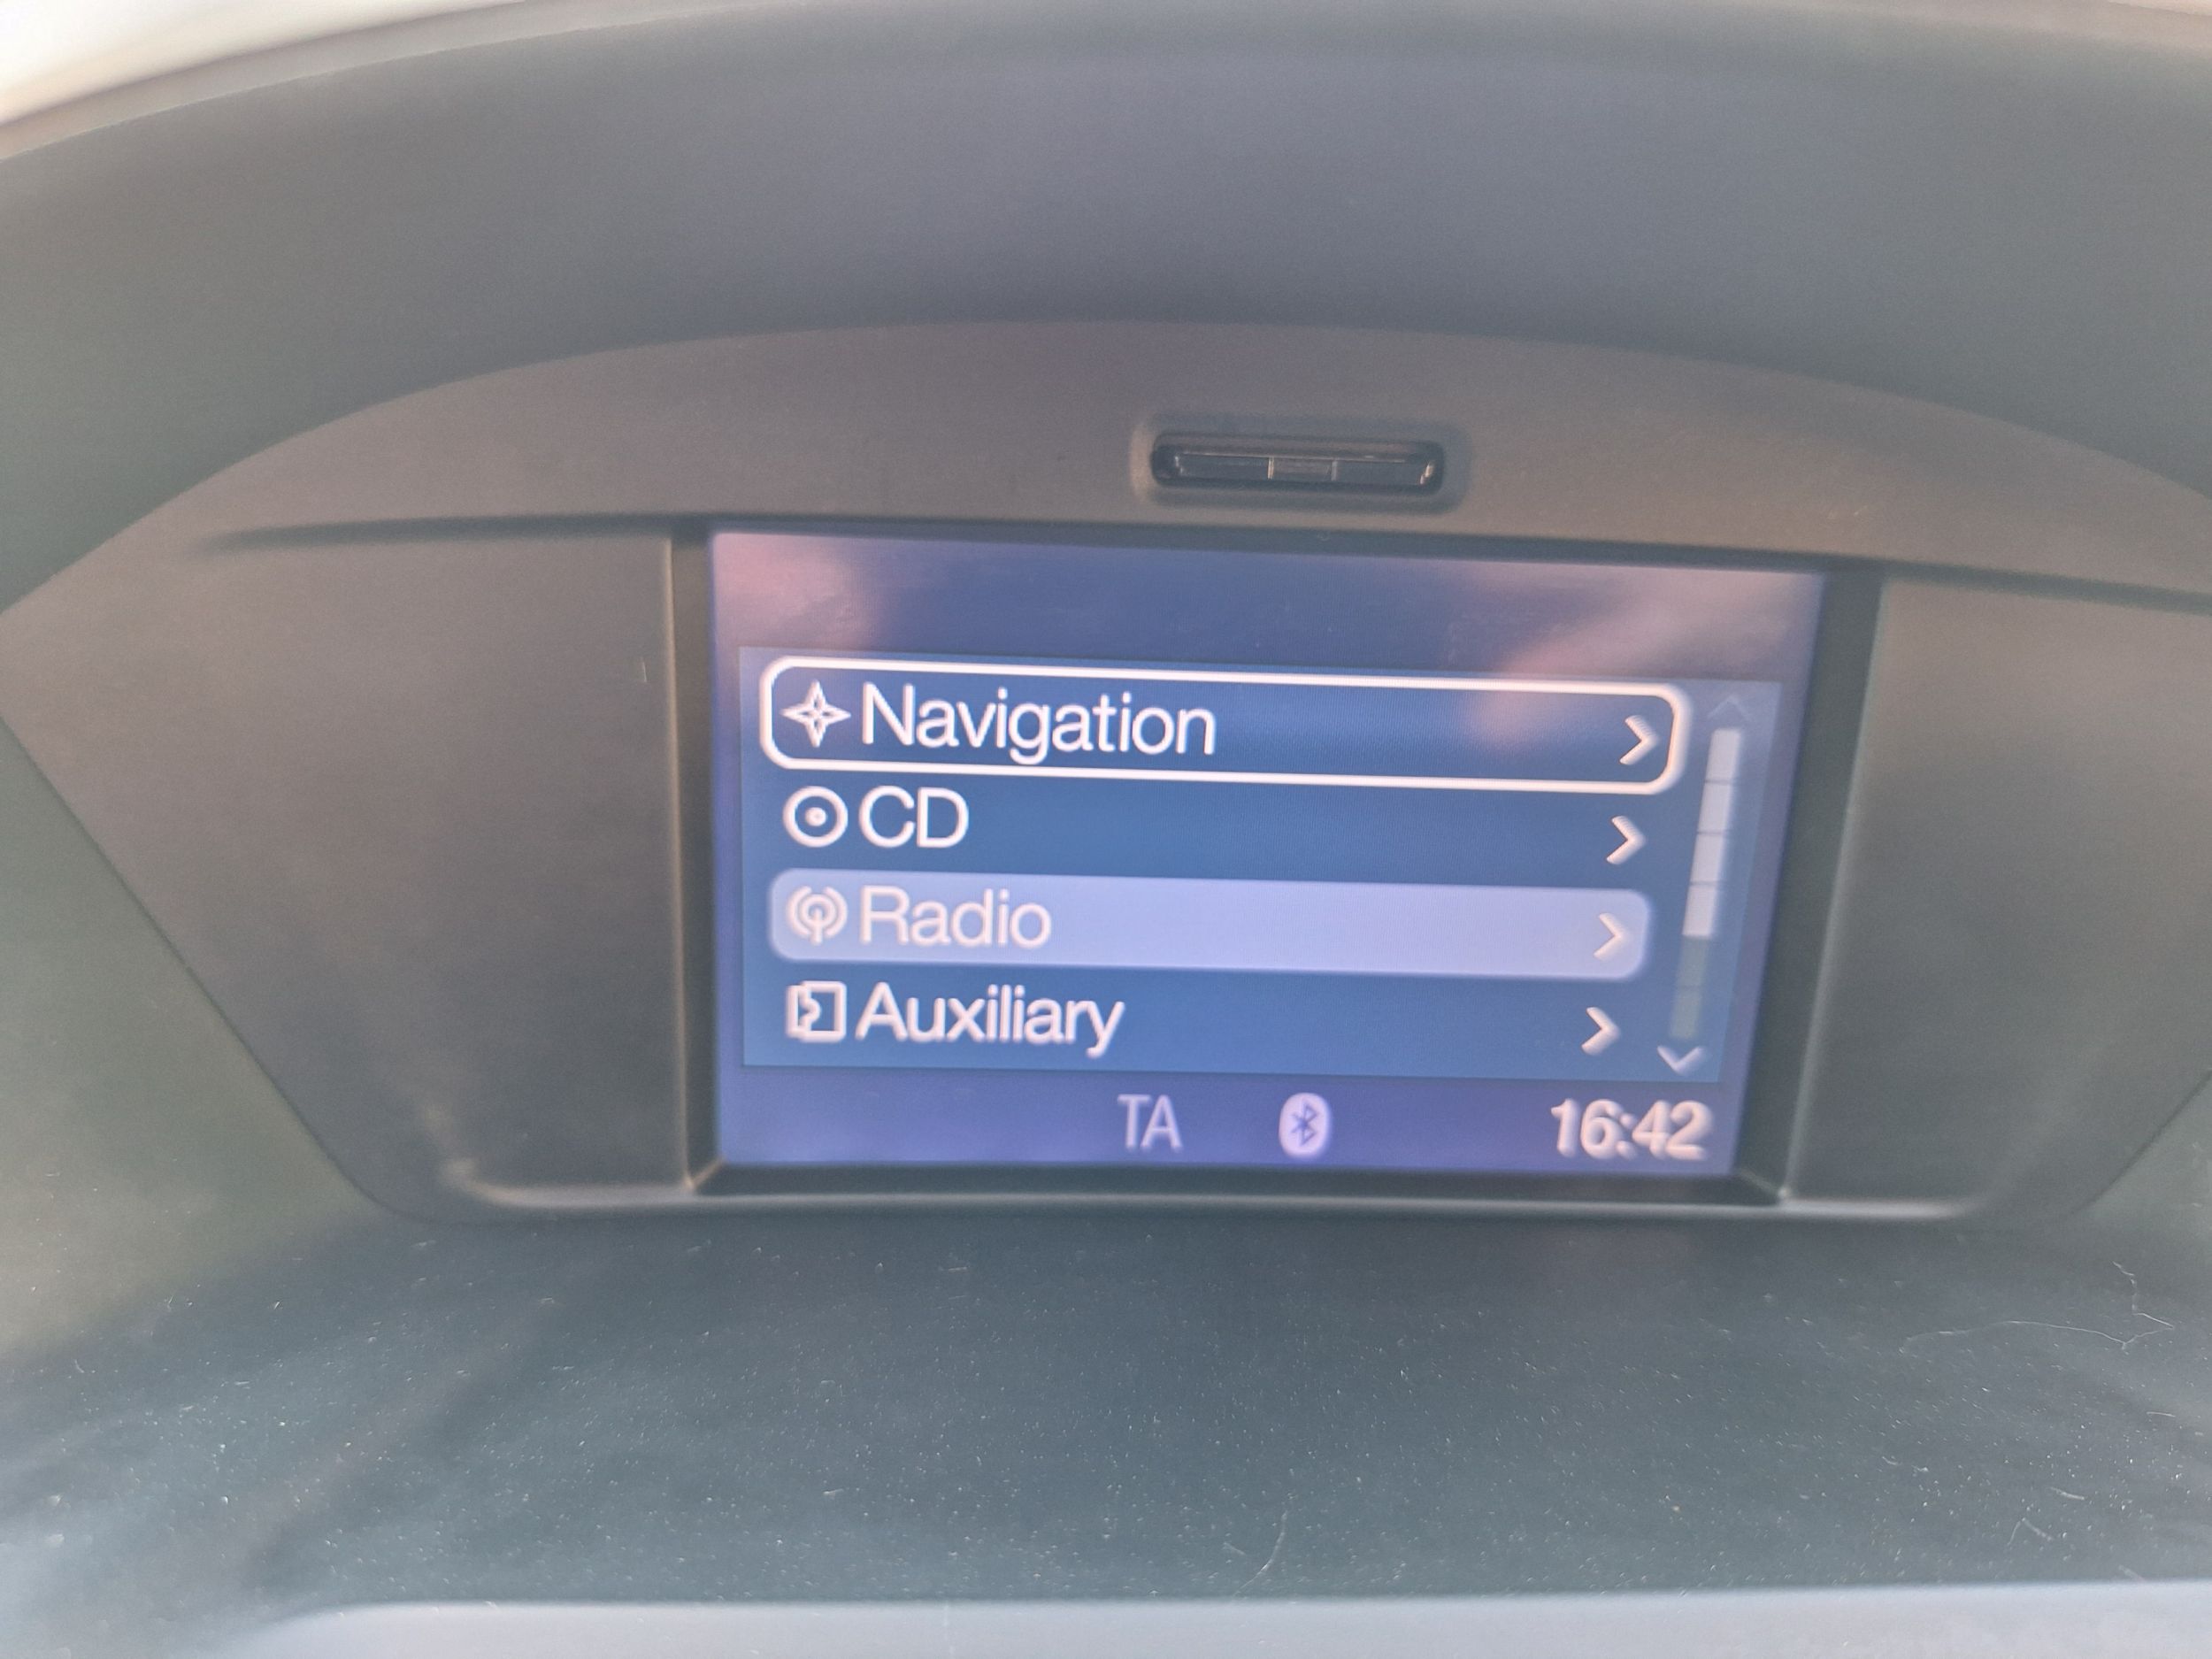 Navigation
CD
Radio
Auxiliary
TA 16:42